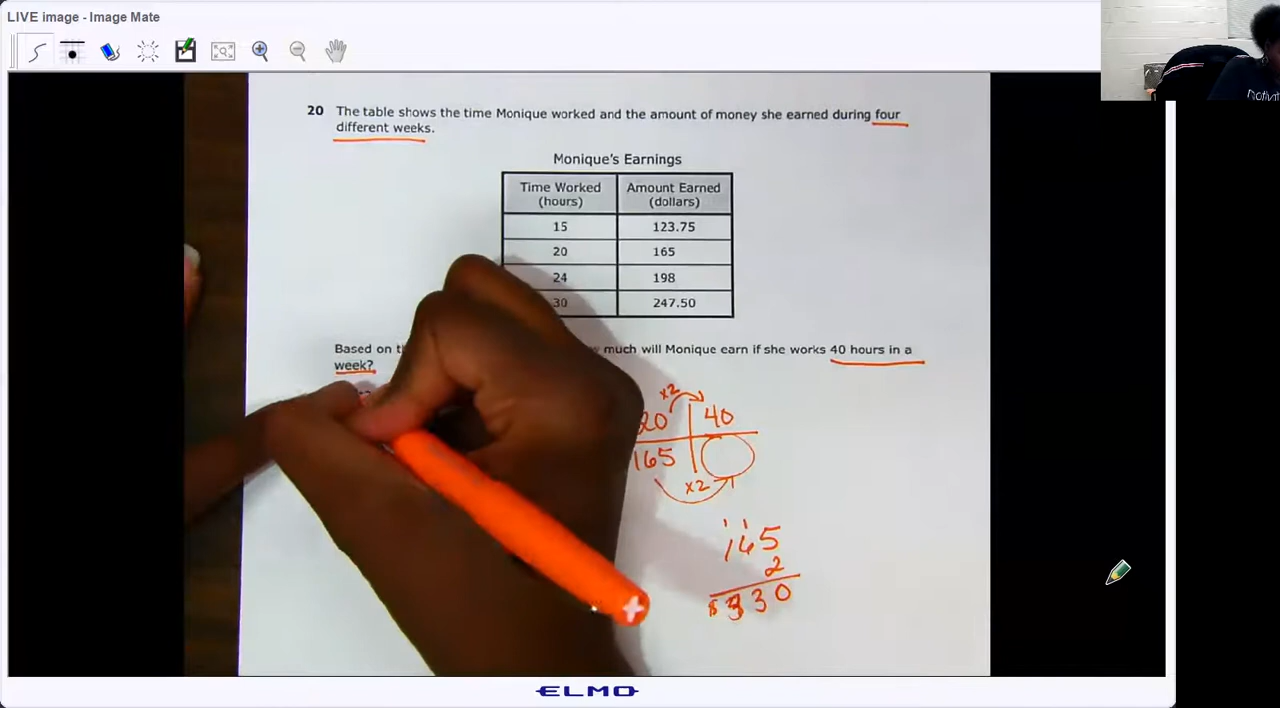 LIVE image - Image Mate
20 The table shows the time Monique worked and the amount of money she earned during four
different weeks.
Monique's Earnings
Time Worked
(hours)
Amount Earned
(dollars)
15 123.75
20 165
24 198
30 247.50
Based on much will Monique earn if she works 40 hours in a
week?
x2
20 40
165
x2
1 1
165
2
$330
ELMO